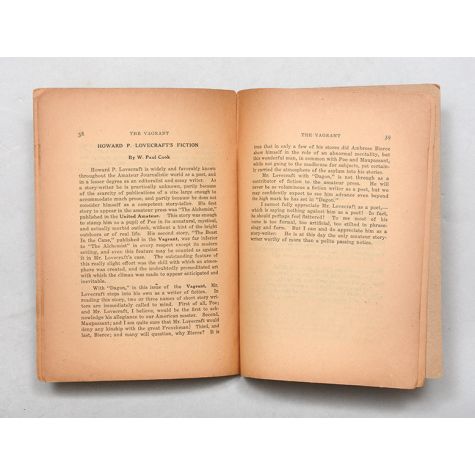 38
THE VAGRANT
HOWARD P. LOVECRAFT'S FICTION
By W. Paul Cook
Howard P. Lovecraft is widely and favorably known
throughout the Amateur Journalistic world as a poet, and
in a lesser degree as an editorialist and essay writer. As
a story-writer he is practically unknown, partly because
of the scarcity of publications of a size large enough to
accommodate much prose; and partly because he does not
consider himself as a competent story-teller. His first
story to appear in the amateur press was "The Alchemist,"
published in the United Amateur. This story was enough
to stamp him as a pupil of Poe in its unnatural, mystical,
and actually morbid outlook, without a hint of the bright
outdoors or of real life. His second story, "The Beast
In the Cave," published in the Vagrant, was far inferior
to "The Alchemist" in every respect except its modern
setting, and even this feature may be counted as against
it in Mr. Lovecraft's case. The outstanding feature of
this really slight effort was the skill with which an atmos-
phere was created, and the undoubtedly premeditated art
with which the climax was made to appear anticipated and
inevitable.
With "Dagon," in this issue of the Vagrant, Mr.
Lovecraft steps into his own as a writer of fiction. In
reading this story, two or three names of short story writ-
ers are immediately called to mind. First of all, Poe;
and Mr. Lovecraft, I believe, would be the first to ack-
nowledge his allegiance to our American master. Second,
Maupassant; and I am quite sure that Mr. Lovecraft would
deny any kinship with the great Frenchman. Third, and
last, Bierce; and many will question, why Bierce? It is
THE VAGRANT
39
true that in only a few of his stories did Ambrose Bierce
show himself in the role of an abnormal mentality, but
this wonderful man, in common with Poe and Maupassant,
was able to sublime the madhouse for subjects, not certain-
ly carried the atmosphere of the asylum into his stories.
Mr. Lovecraft with "Dagon," is not through as a
contributor of fiction to the amateur press. He will
never be as voluminous a fiction writer as a poet, but
we may confidently expect to see him advance even beyond
the high mark he set in "Dagon."
I cannot fully appreciate Mr. Lovecraft as a poet,—
which is saying nothing against him as a poet! In fact,
he should perhaps feel flattered! To me most of his
verse is too formal, too artificial, too stilted in phrase-
ology and form. But I can and do appreciate him as a
story-writer. He is at this day the only amateur story-
writer worthy of more than a polite passing notice.